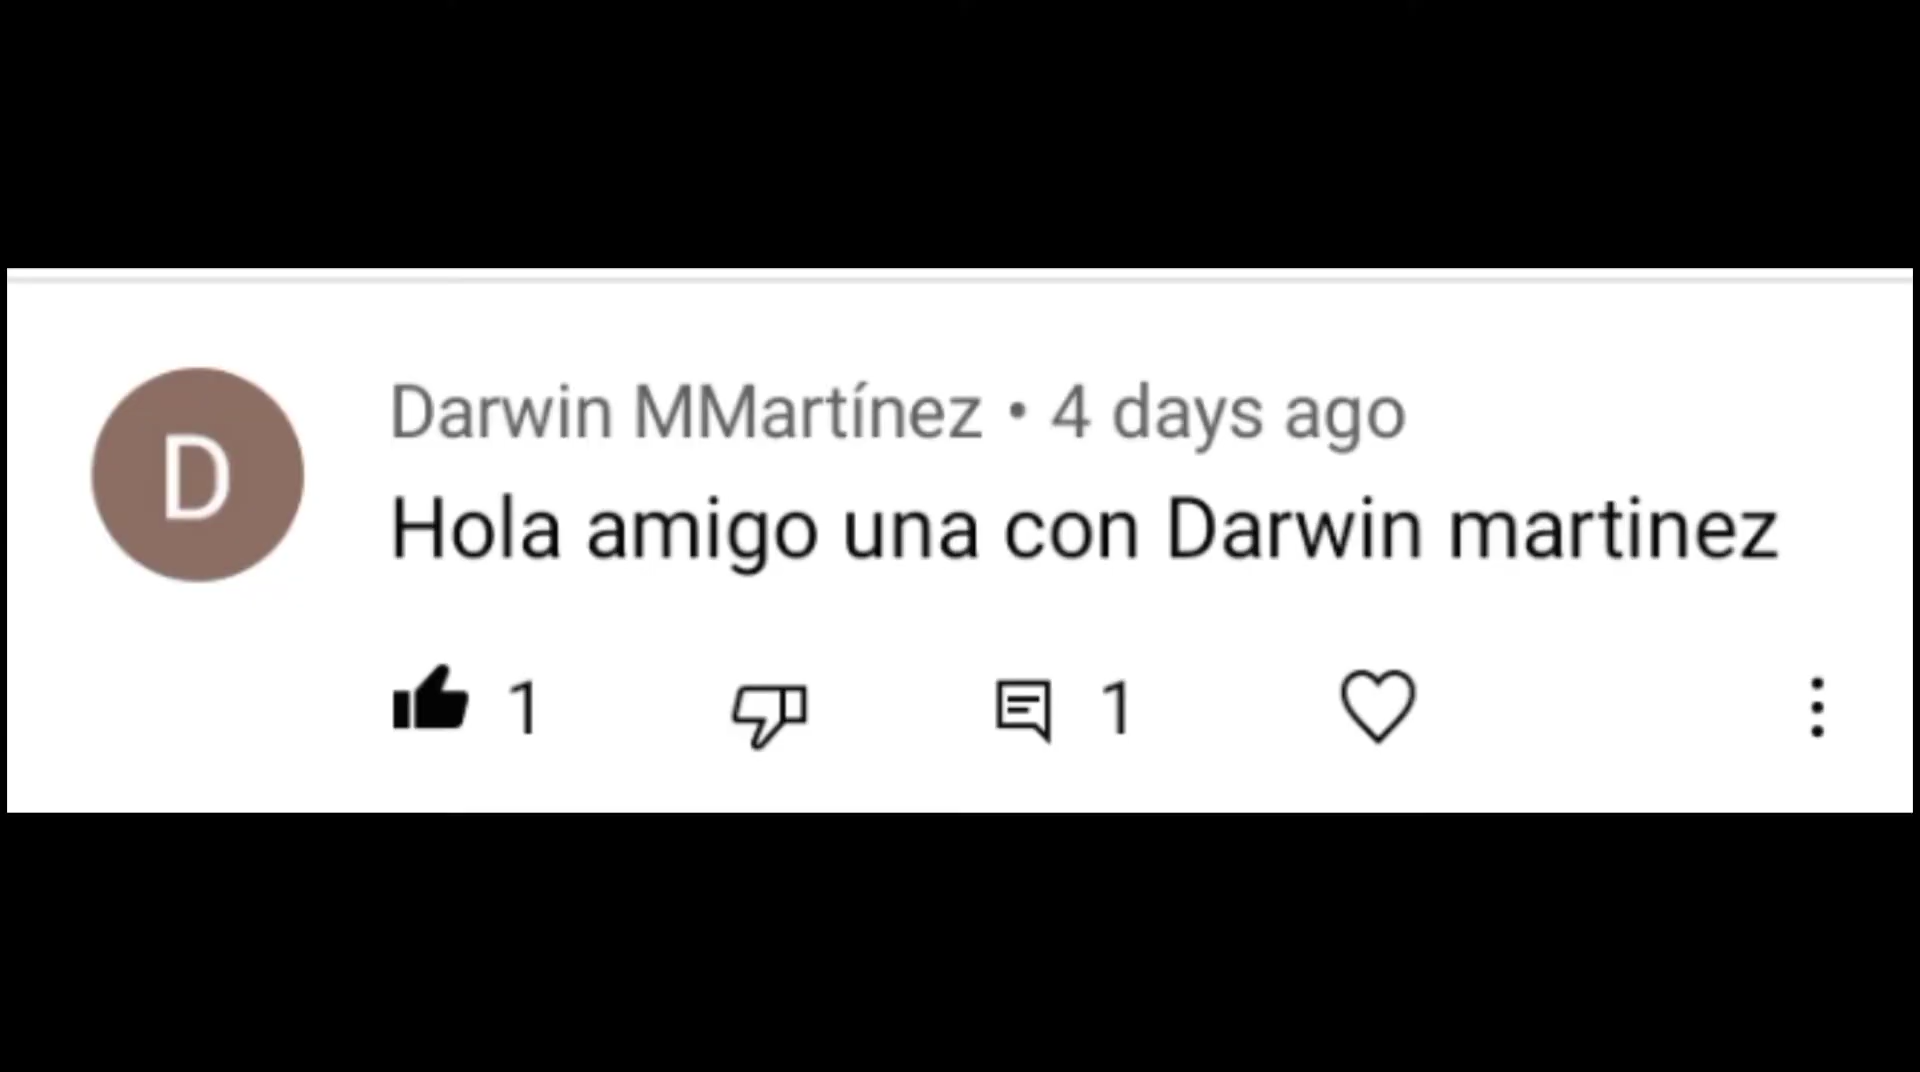 D
Darwin MMartínez • 4 days ago
Hola amigo una con Darwin martinez
1 1